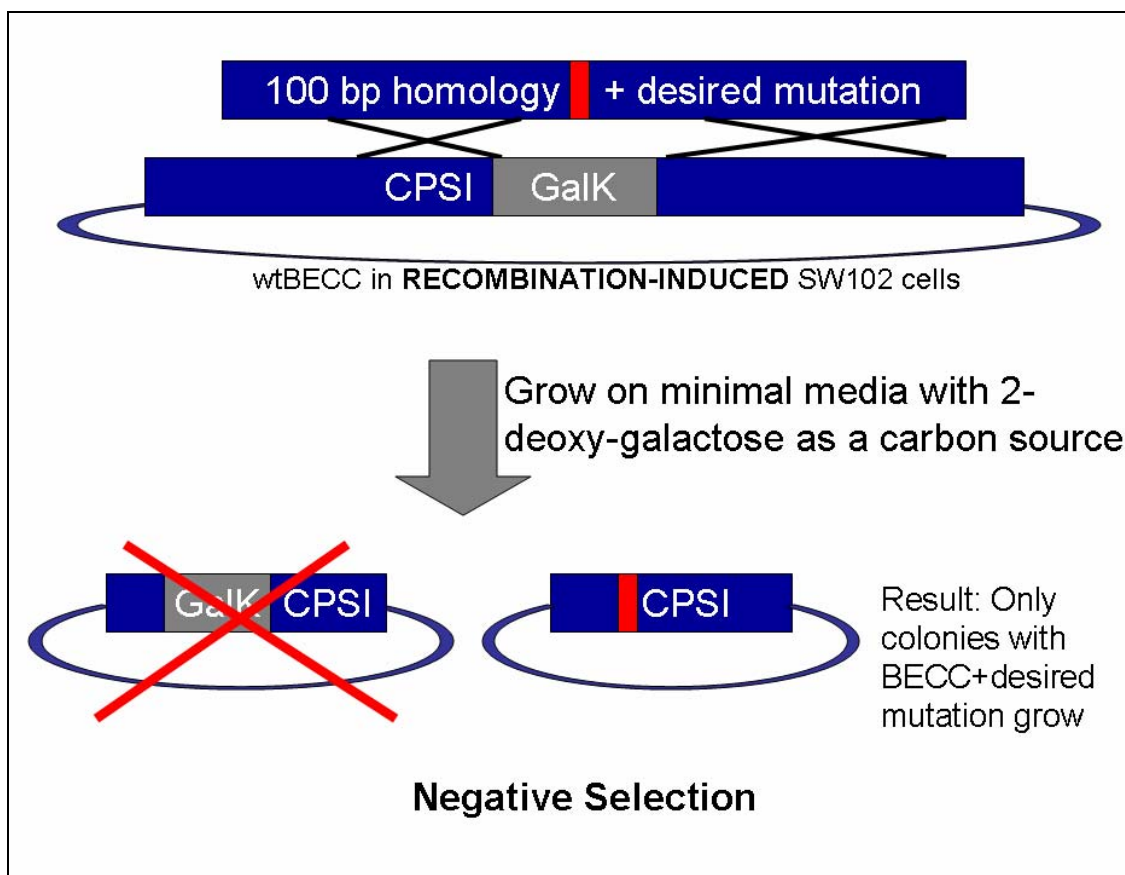 100 bp homology + desired mutation
CPSI GalK
wtBECC in RECOMBINATION-INDUCED SW102 cells
Grow on minimal media with 2-
deoxy-galactose as a carbon source
GalK CPSI
CPSI
Result: Only
colonies with
BECC+desired
mutation grow
Negative Selection